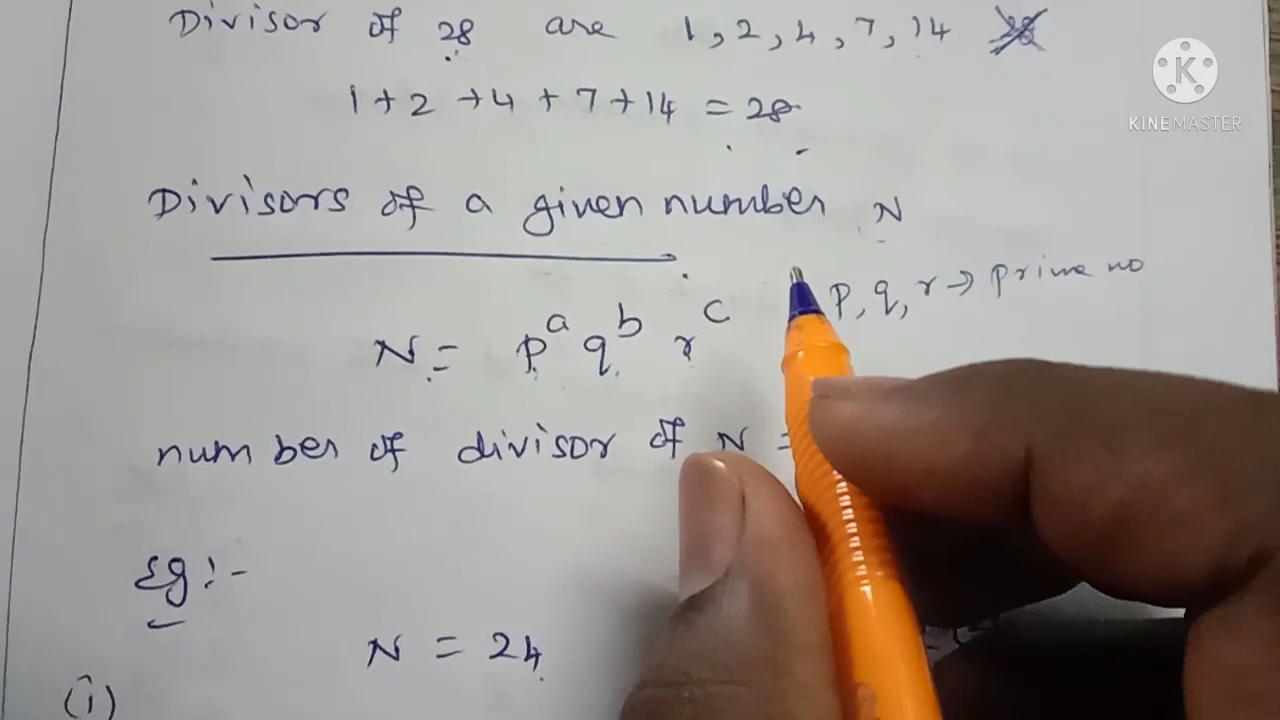 Divisor of 28 are 1, 2, 4, 7, 14
1 + 2 + 4 + 7 + 14 = 28
KINEMASTER
Divisors of a given number N
P, q, r → prime no
N = p^a q^b r^c
number of divisor of N =
Eg :-
N = 24
(i)